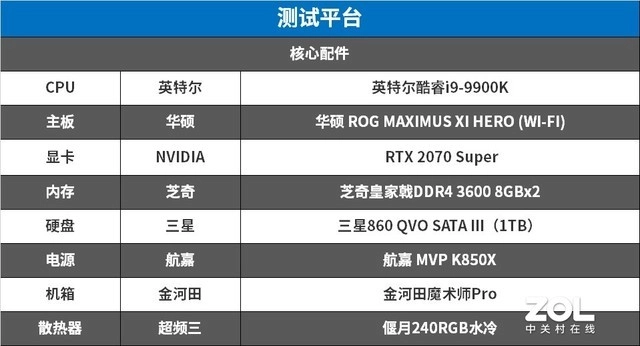 测试平台
核心配件
CPU 英特尔 英特尔酷睿i9-9900K
主板 华硕 华硕 ROG MAXIMUS XI HERO (WI-FI)
显卡 NVIDIA RTX 2070 Super
内存 芝奇 芝奇皇家戟DDR4 3600 8GBx2
硬盘 三星 三星860 QVO SATA III（1TB）
电源 航嘉 航嘉 MVP K850X
机箱 金河田 金河田魔术师Pro
散热器 超频三 偃月240RGB水冷
ZOL
中关村在线